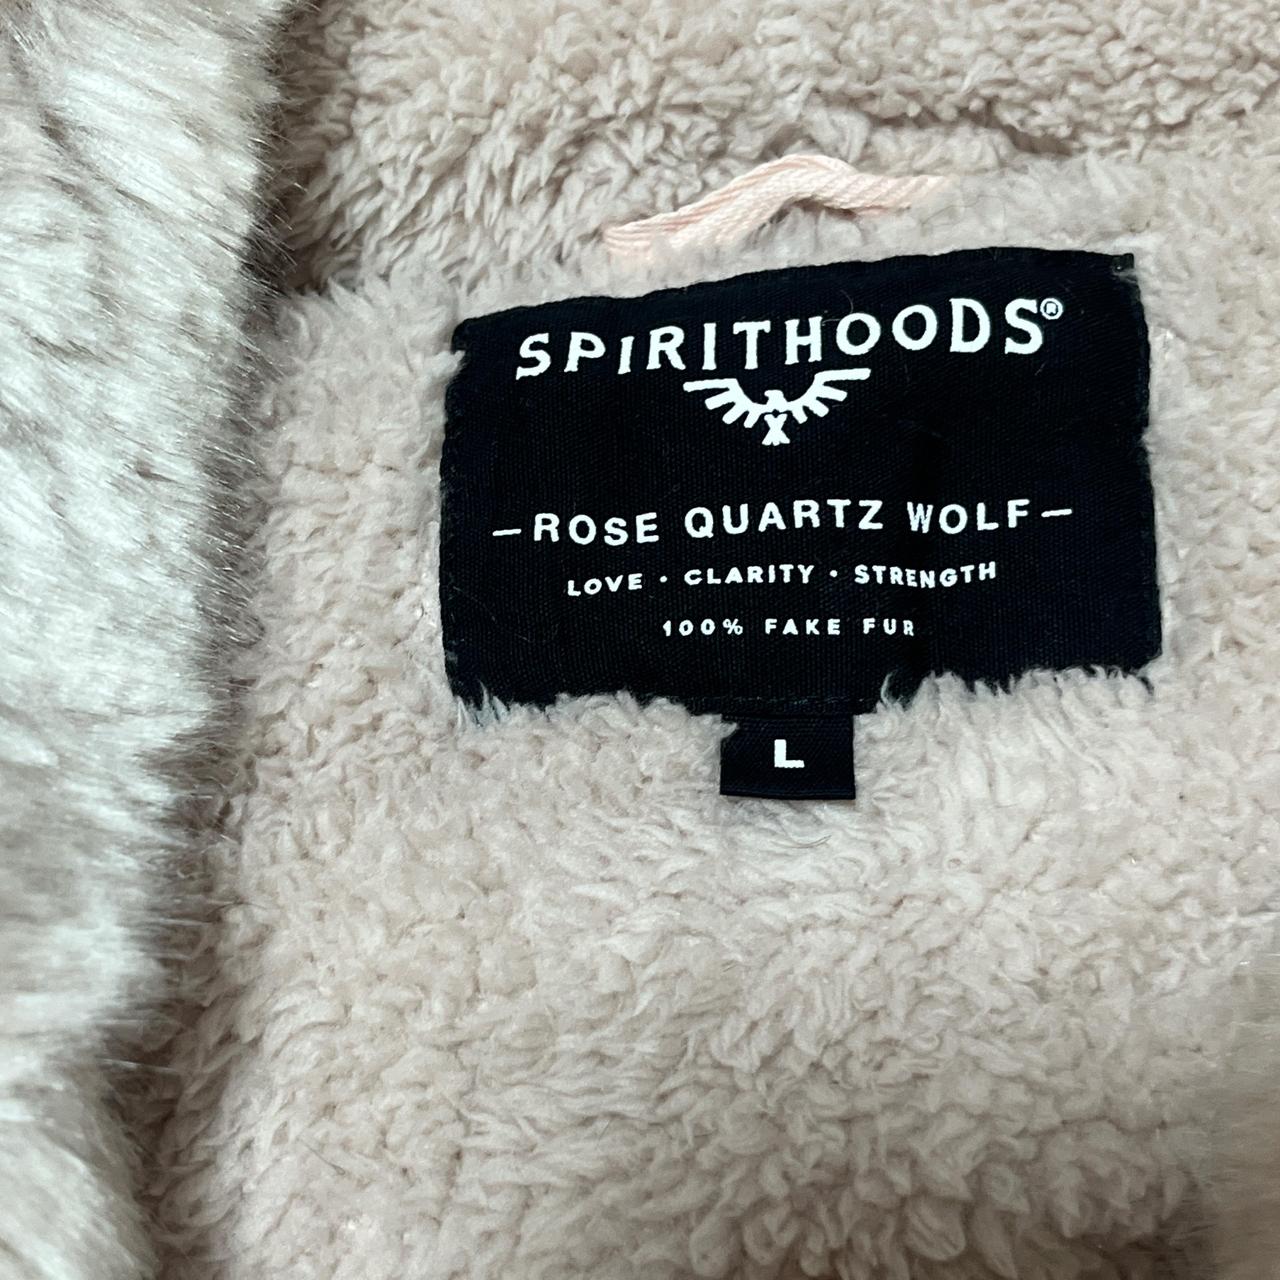 SPIRITHOODS®
—ROSE QUARTZ WOLF—
LOVE · CLARITY · STRENGTH
100% FAKE FUR
L